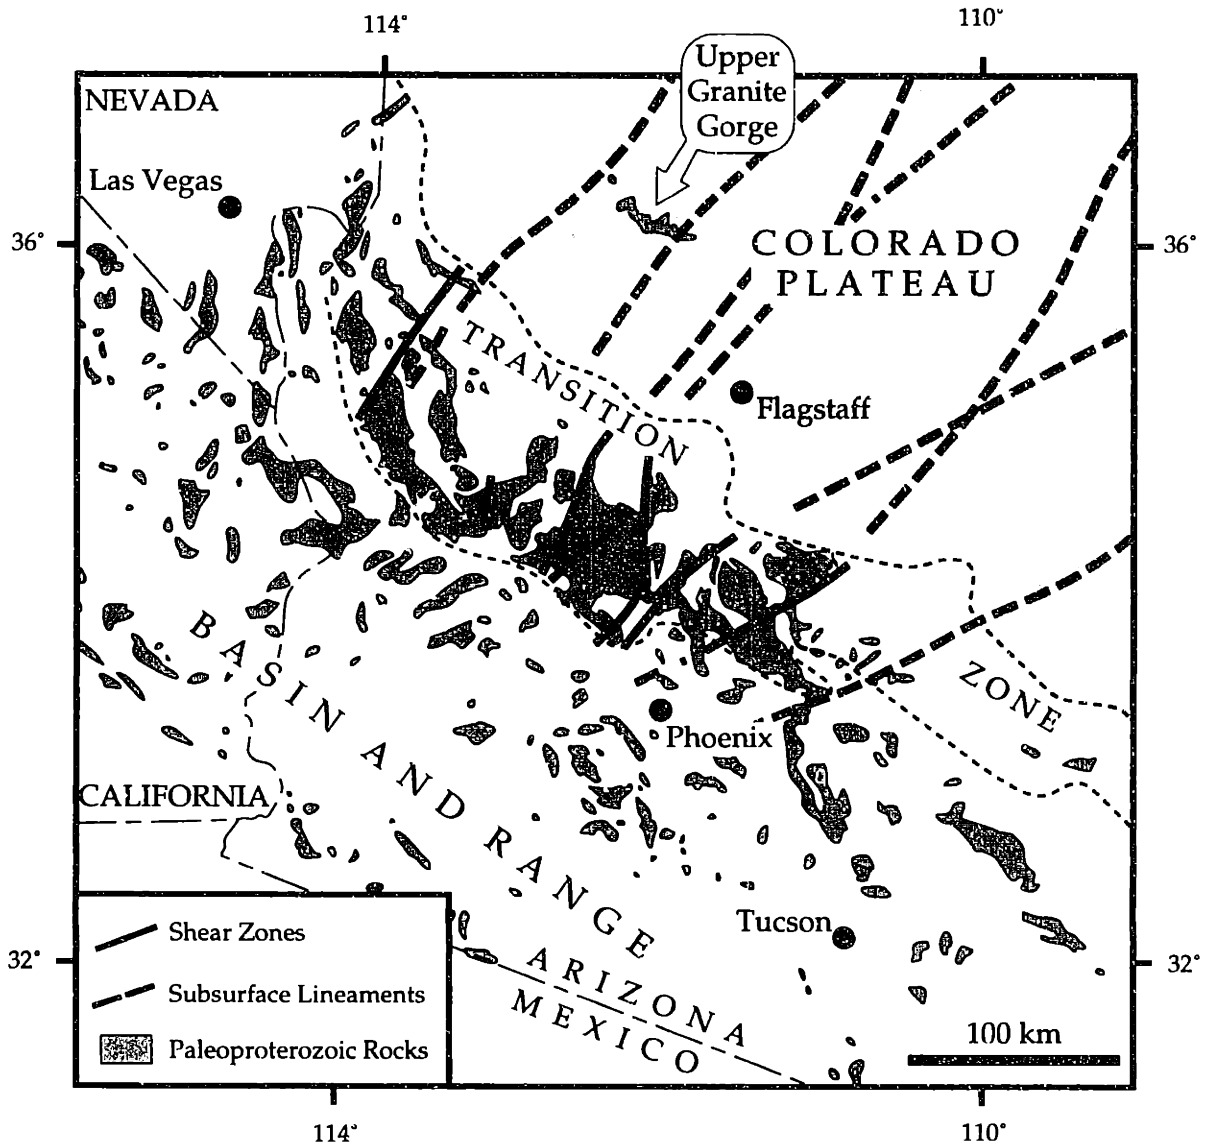 114°
110°
Upper
Granite
Gorge
NEVADA
Las Vegas
36°
36°
COLORADO
PLATEAU
TRANSITION
Flagstaff
BASIN AND RANGE
ZONE
Phoenix
CALIFORNIA
Tucson
Shear Zones
Subsurface Lineaments
Paleoproterozoic Rocks
32°
32°
ARIZONA
MEXICO
100 km
114°
110°